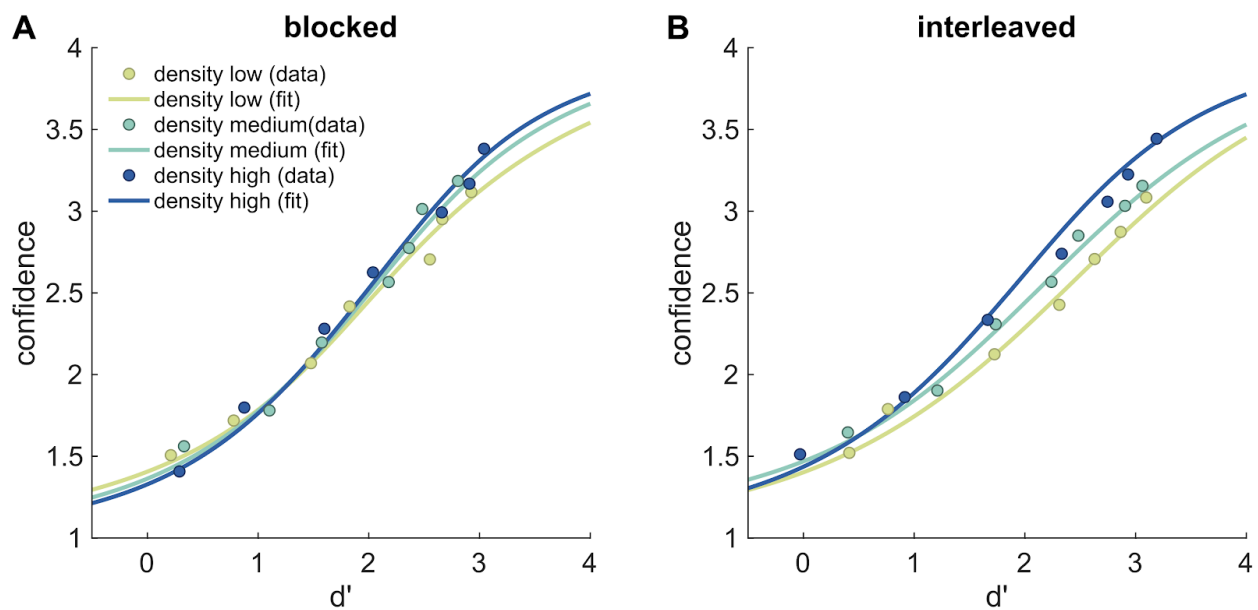 A
blocked
4
3.5
3
2.5
2
1.5
1
confidence
density low (data)
density low (fit)
density medium(data)
density medium (fit)
density high (data)
density high (fit)
0
1
2
3
4
d'
B
interleaved
4
3.5
3
2.5
2
1.5
1
confidence
0
1
2
3
4
d'